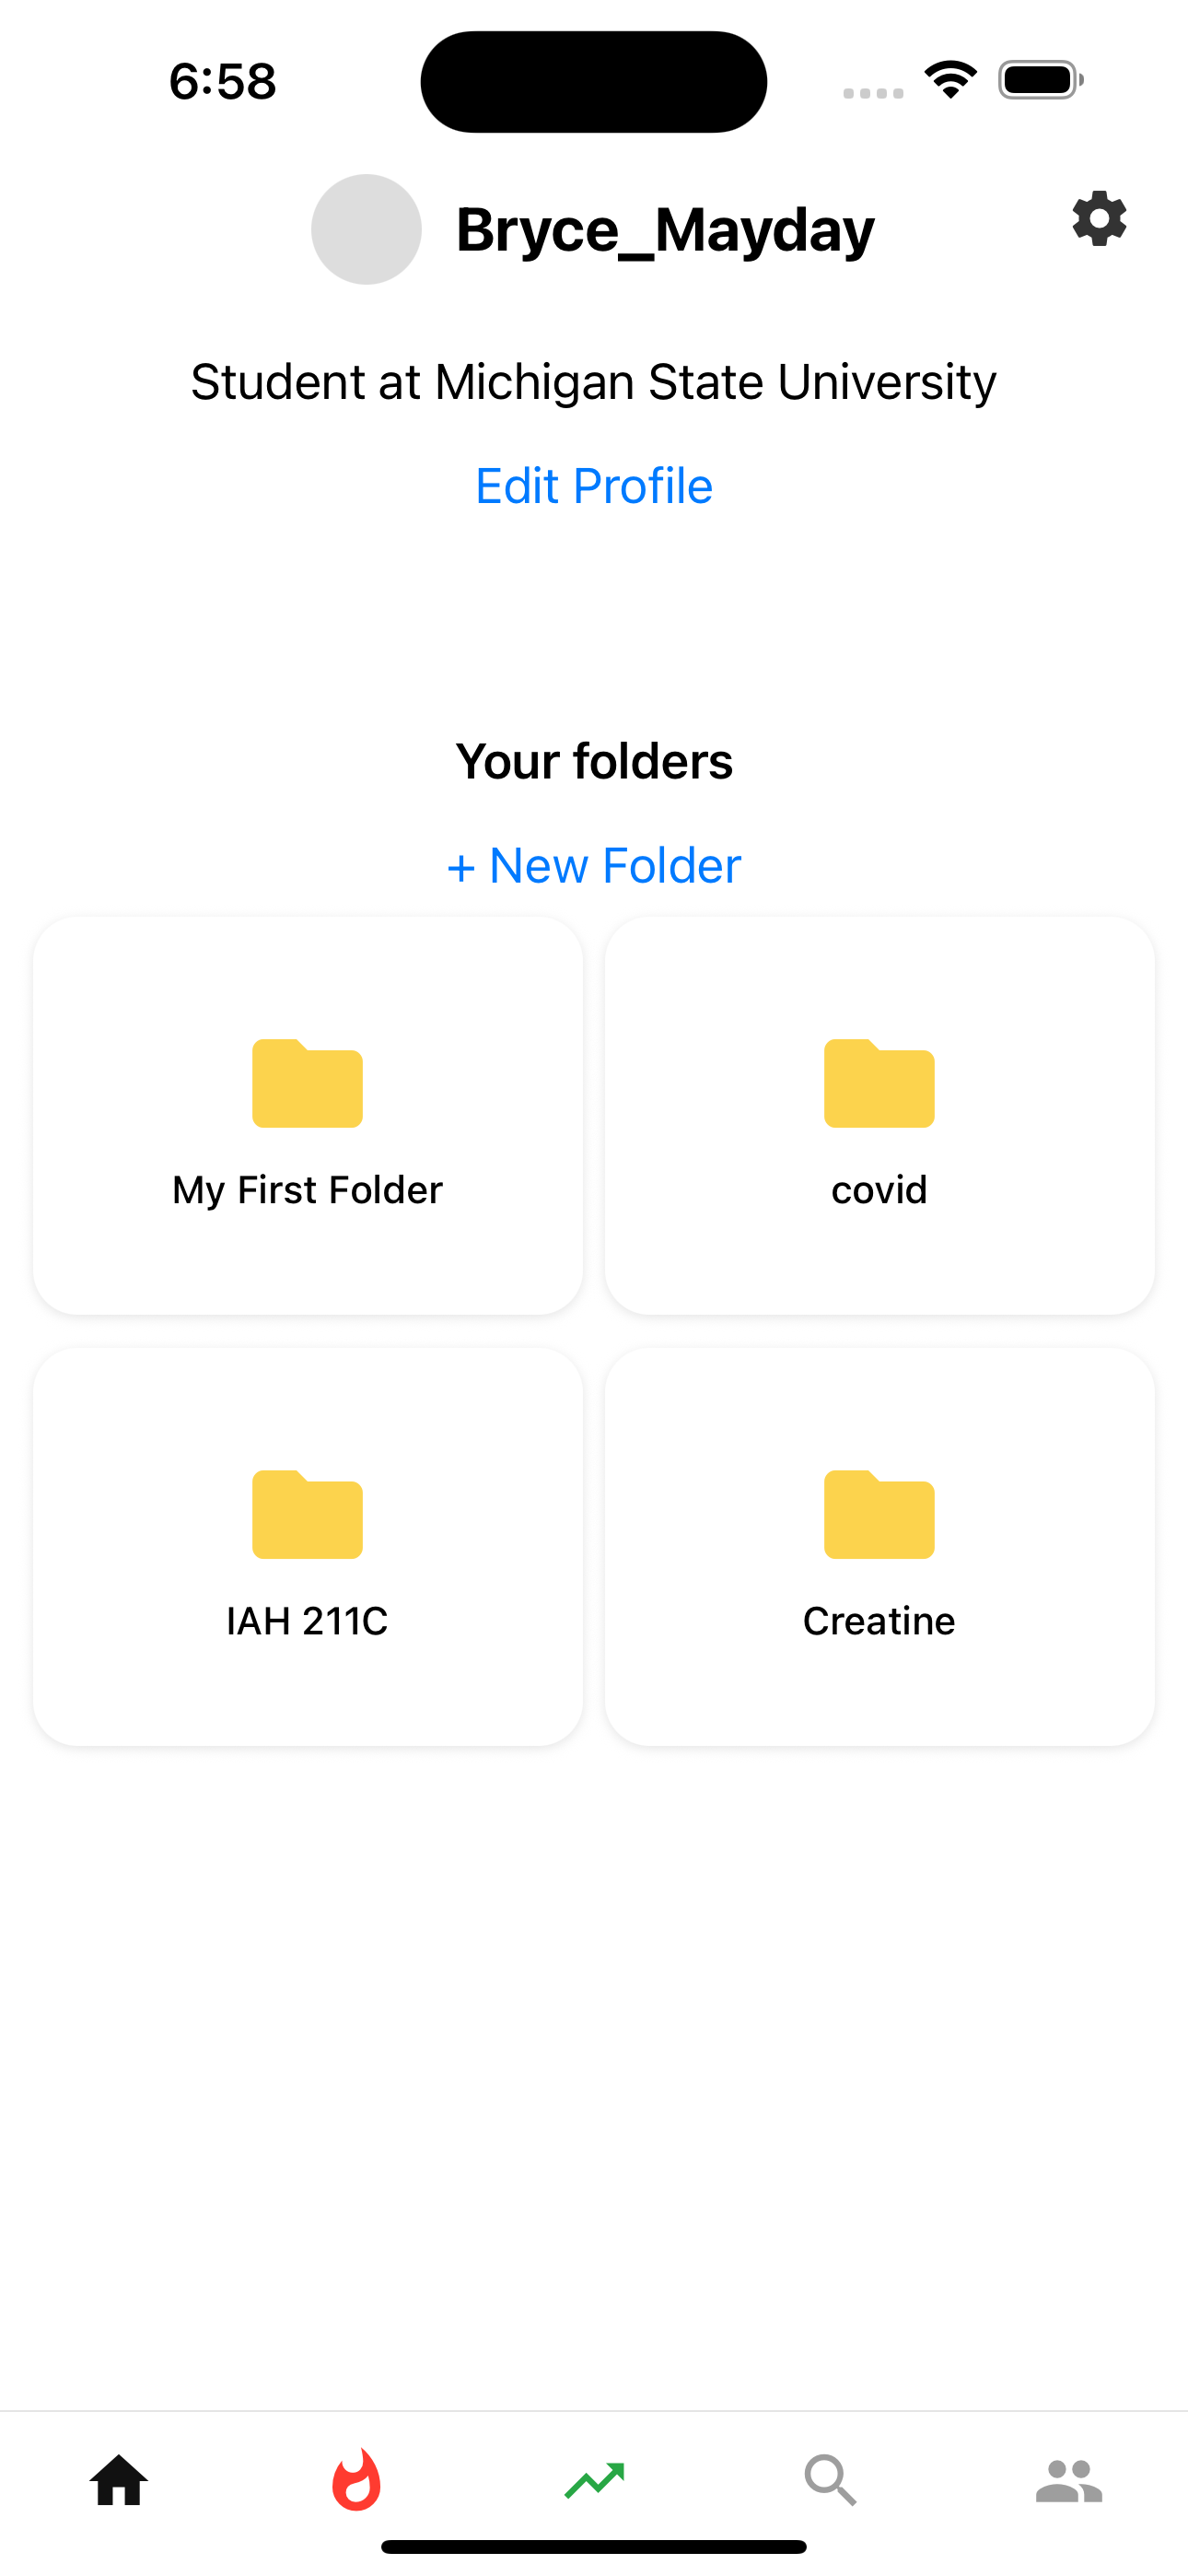 6:58
Bryce_Mayday
Student at Michigan State University
Edit Profile
Your folders
+ New Folder
My First Folder
covid
IAH 211C
Creatine